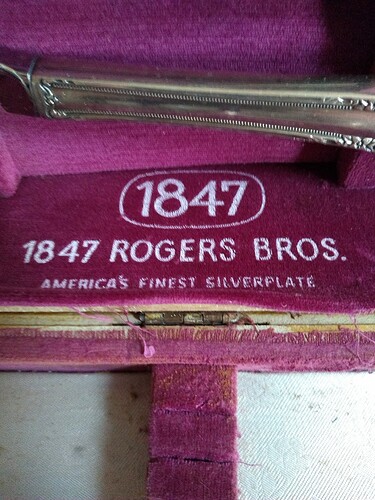 1847
1847 ROGERS BROS.
AMERICA'S FINEST SILVERPLATE